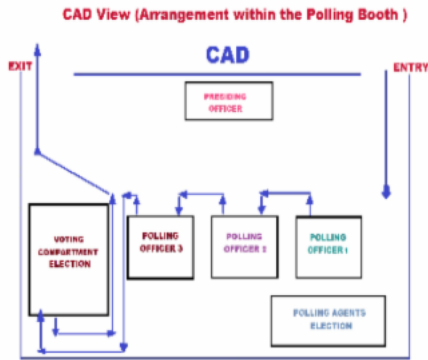 CAD View (Arrangement within the Polling Booth )
CAD
EXIT
ENTRY
PRESIDING
OFFICER
VOTING
COMPARTMENT
ELECTION
POLLING
OFFICER 3
POLLING
OFFICER 2
POLLING
OFFICER 1
POLLING AGENTS
ELECTION